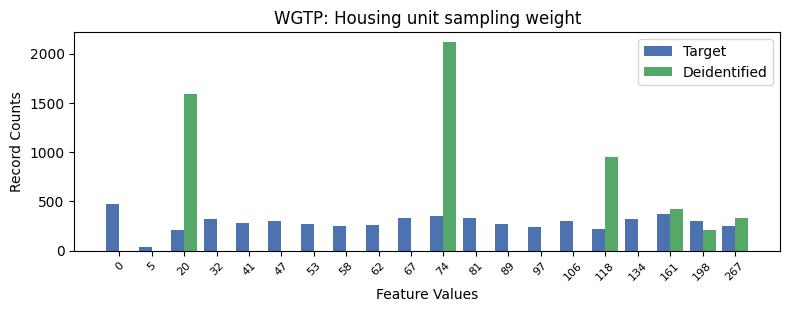 WGTP: Housing unit sampling weight
Target
Deidentified
Record Counts
2000
1500
1000
500
0
0 5 20 32 41 47 53 58 62 67 74 81 89 97 106 118 134 161 198 267
Feature Values